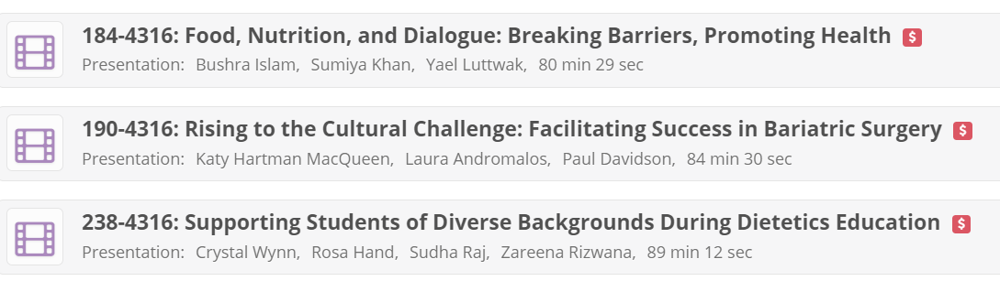 184-4316: Food, Nutrition, and Dialogue: Breaking Barriers, Promoting Health $
Presentation: Bushra Islam, Sumiya Khan, Yael Luttwak, 80 min 29 sec
190-4316: Rising to the Cultural Challenge: Facilitating Success in Bariatric Surgery $
Presentation: Katy Hartman MacQueen, Laura Andromalos, Paul Davidson, 84 min 30 sec
238-4316: Supporting Students of Diverse Backgrounds During Dietetics Education $
Presentation: Crystal Wynn, Rosa Hand, Sudha Raj, Zareena Rizwana, 89 min 12 sec